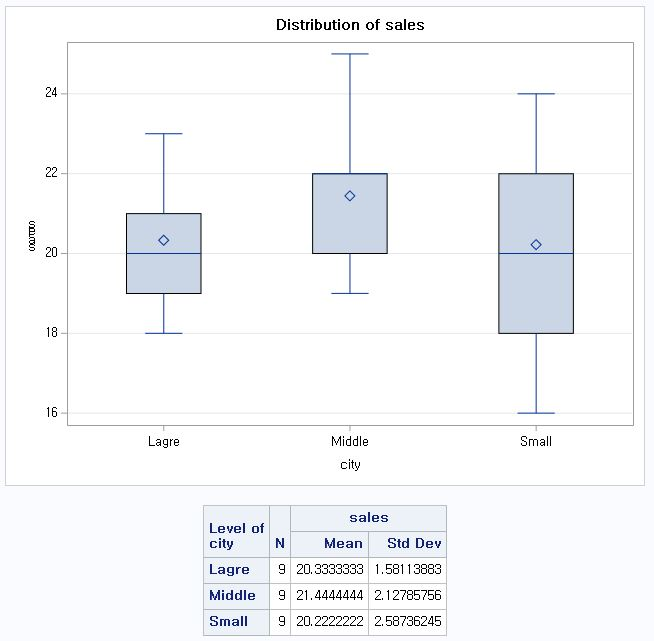 Distribution of sales
24
22
20
18
16
Lagre Middle Small
city
Level of city N sales
Mean Std Dev
Lagre 9 20.3333333 1.58113883
Middle 9 21.4444444 2.12785756
Small 9 20.2222222 2.58736245